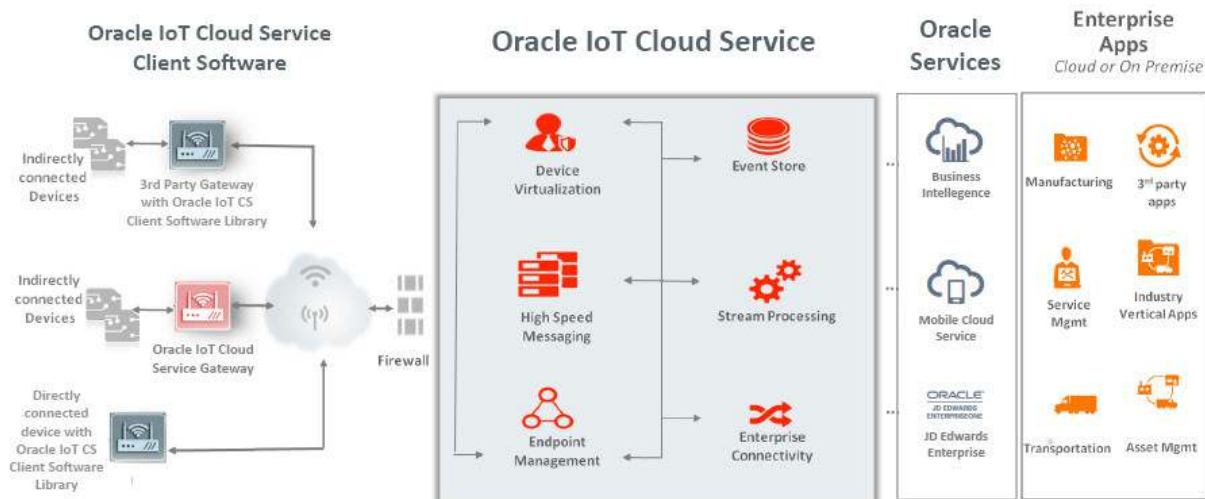 Oracle IoT Cloud Service
Client Software
Indirectly
connected
Devices
3rd Party Gateway
with Oracle IoT CS
Client Software Library
Indirectly
connected
Devices
Oracle IoT Cloud
Service Gateway
Firewall
Directly
connected
device with
Oracle IoT CS
Client Software
Library
Oracle IoT Cloud Service
Device
Virtualization
Event Store
High Speed
Messaging
Stream Processing
Endpoint
Management
Enterprise
Connectivity
Oracle
Services
Business
Intellegence
Mobile Cloud
Service
ORACLE
JD EDWARDS
ENTERPRISEONE
JD Edwards
Enterprise
Enterprise
Apps
Cloud or On Premise
Manufacturing
3rd party
apps
Service
Mgmt
Industry
Vertical Apps
Transportation
Asset Mgmt